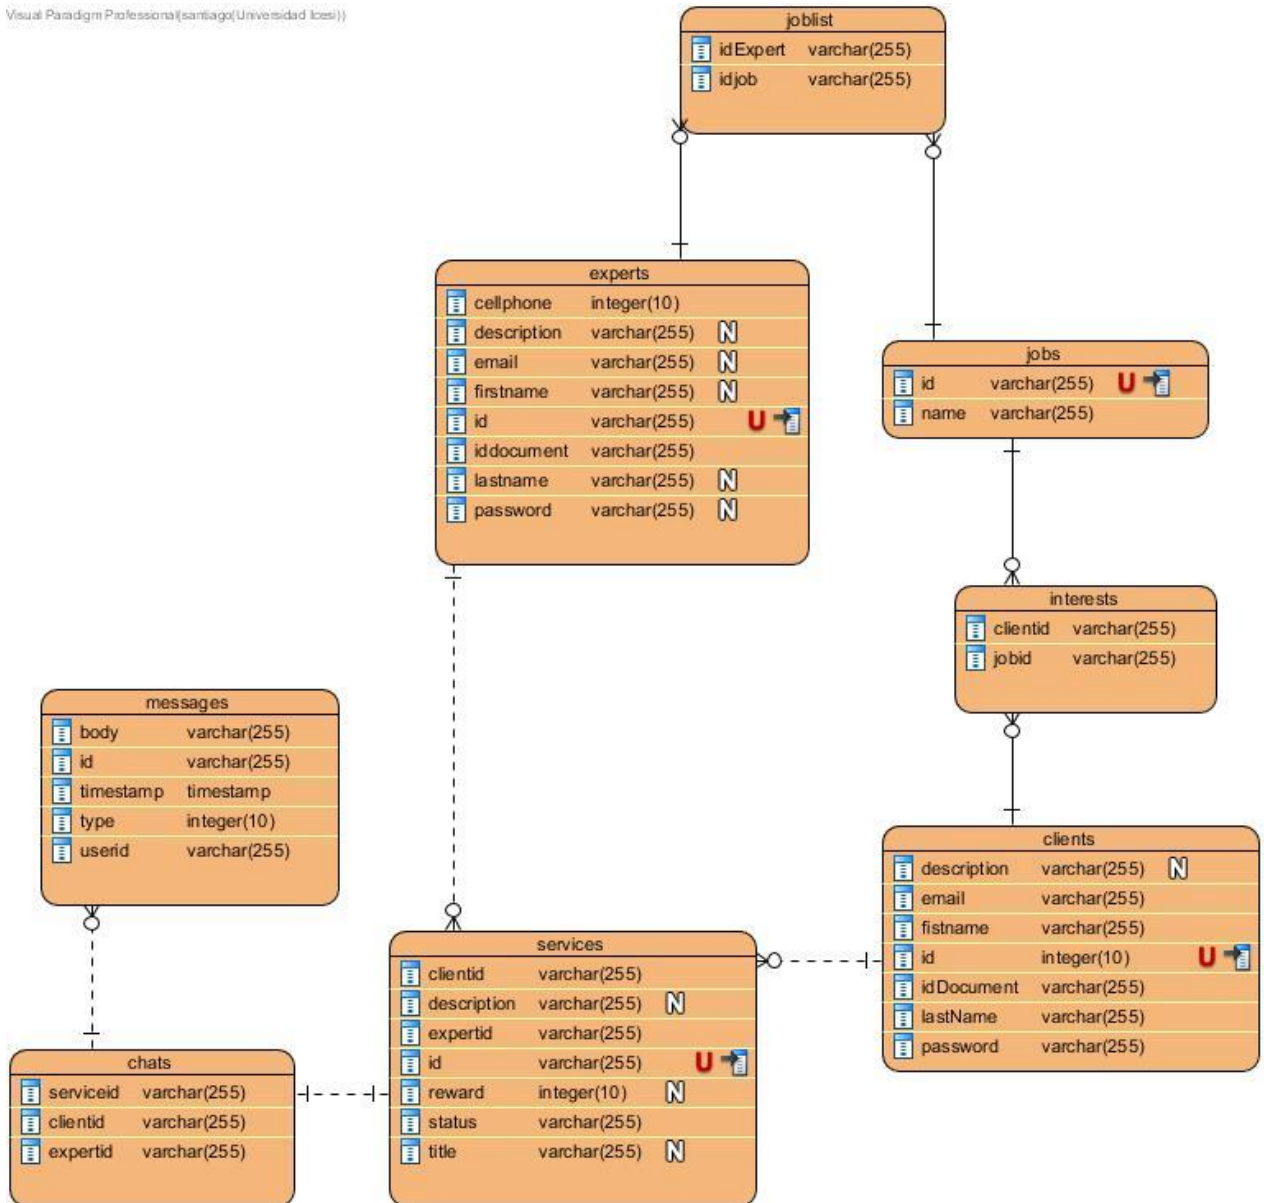 Visual Paradigm Professional(santiago(Universidad Icesi))
joblist
idExpert varchar(255)
idjob varchar(255)
experts
cellphone integer(10)
description varchar(255) N
email varchar(255) N
firstname varchar(255) N
id varchar(255) U
iddocument varchar(255)
lastname varchar(255) N
password varchar(255) N
jobs
id varchar(255) U
name varchar(255)
interests
clientid varchar(255)
jobid varchar(255)
messages
body varchar(255)
id varchar(255)
timestamp timestamp
type integer(10)
userid varchar(255)
clients
description varchar(255) N
email varchar(255)
fistname varchar(255)
id integer(10) U
idDocument varchar(255)
lastName varchar(255)
password varchar(255)
services
clientid varchar(255)
description varchar(255) N
expertid varchar(255)
id varchar(255) U
reward integer(10) N
status varchar(255)
title varchar(255) N
chats
serviceid varchar(255)
clientid varchar(255)
expertid varchar(255)